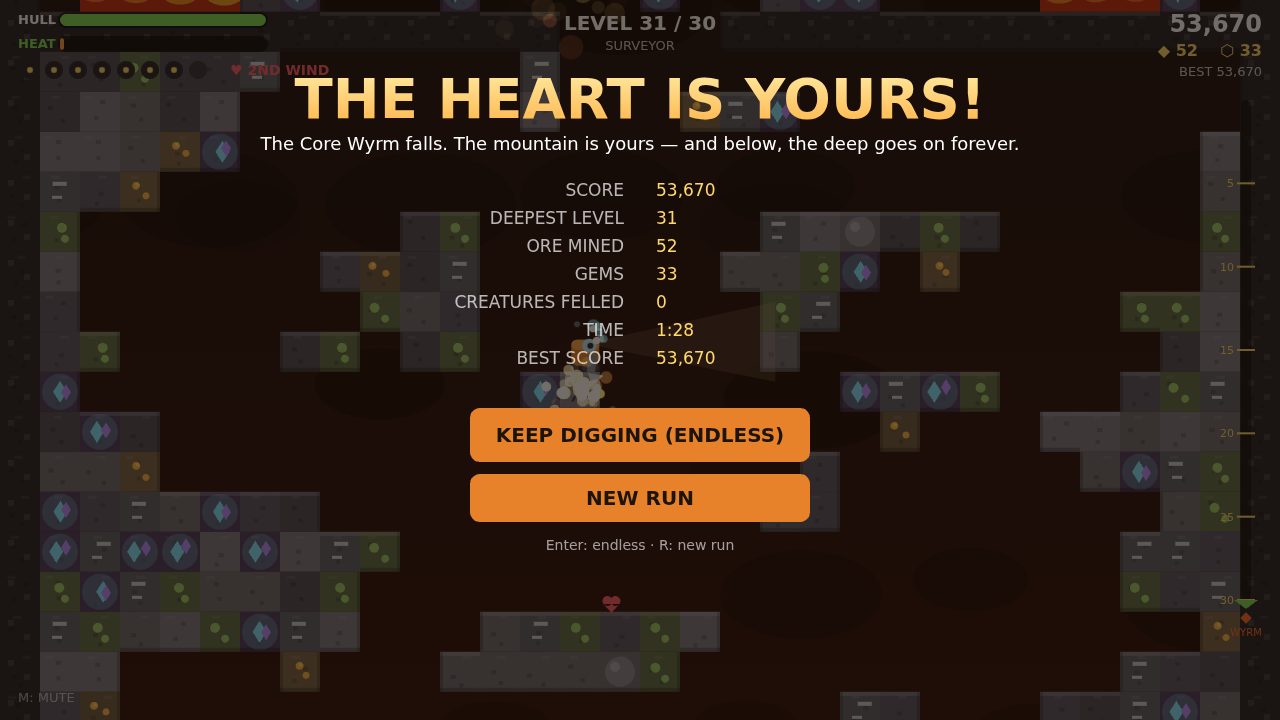 HULL
HEAT
♥ 2ND WIND
LEVEL 31 / 30
SURVEYOR
53,670
◆ 52 ⬡ 33
BEST 53,670
THE HEART IS YOURS!
The Core Wyrm falls. The mountain is yours — and below, the deep goes on forever.
SCORE 53,670
DEEPEST LEVEL 31
ORE MINED 52
GEMS 33
CREATURES FELLED 0
TIME 1:28
BEST SCORE 53,670
KEEP DIGGING (ENDLESS)
NEW RUN
Enter: endless · R: new run
5
10
15
20
25
30
WYRM
M: MUTE